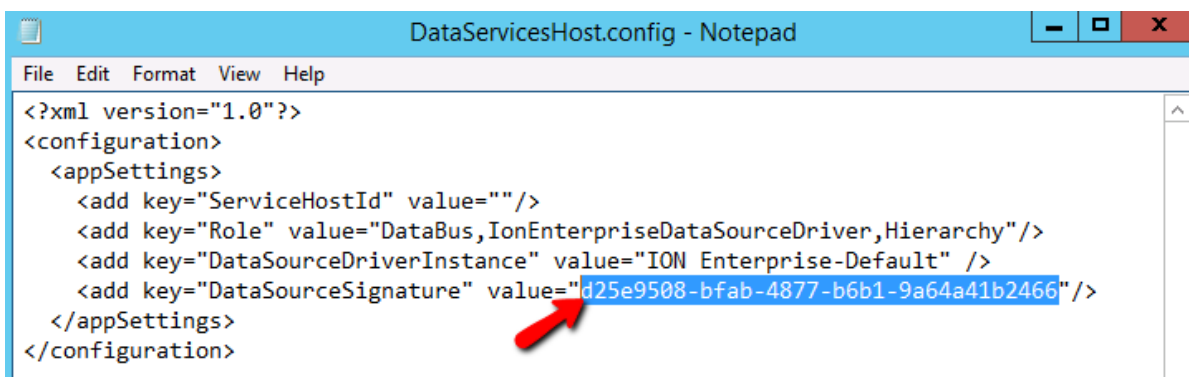 DataServicesHost.config - Notepad
File Edit Format View Help
<?xml version="1.0"?>
<configuration>
  <appSettings>
    <add key="ServiceHostId" value=""/>
    <add key="Role" value="DataBus,IonEnterpriseDataSourceDriver,Hierarchy"/>
    <add key="DataSourceDriverInstance" value="ION Enterprise-Default" />
    <add key="DataSourceSignature" value="d25e9508-bfab-4877-b6b1-9a64a41b2466"/>
  </appSettings>
</configuration>